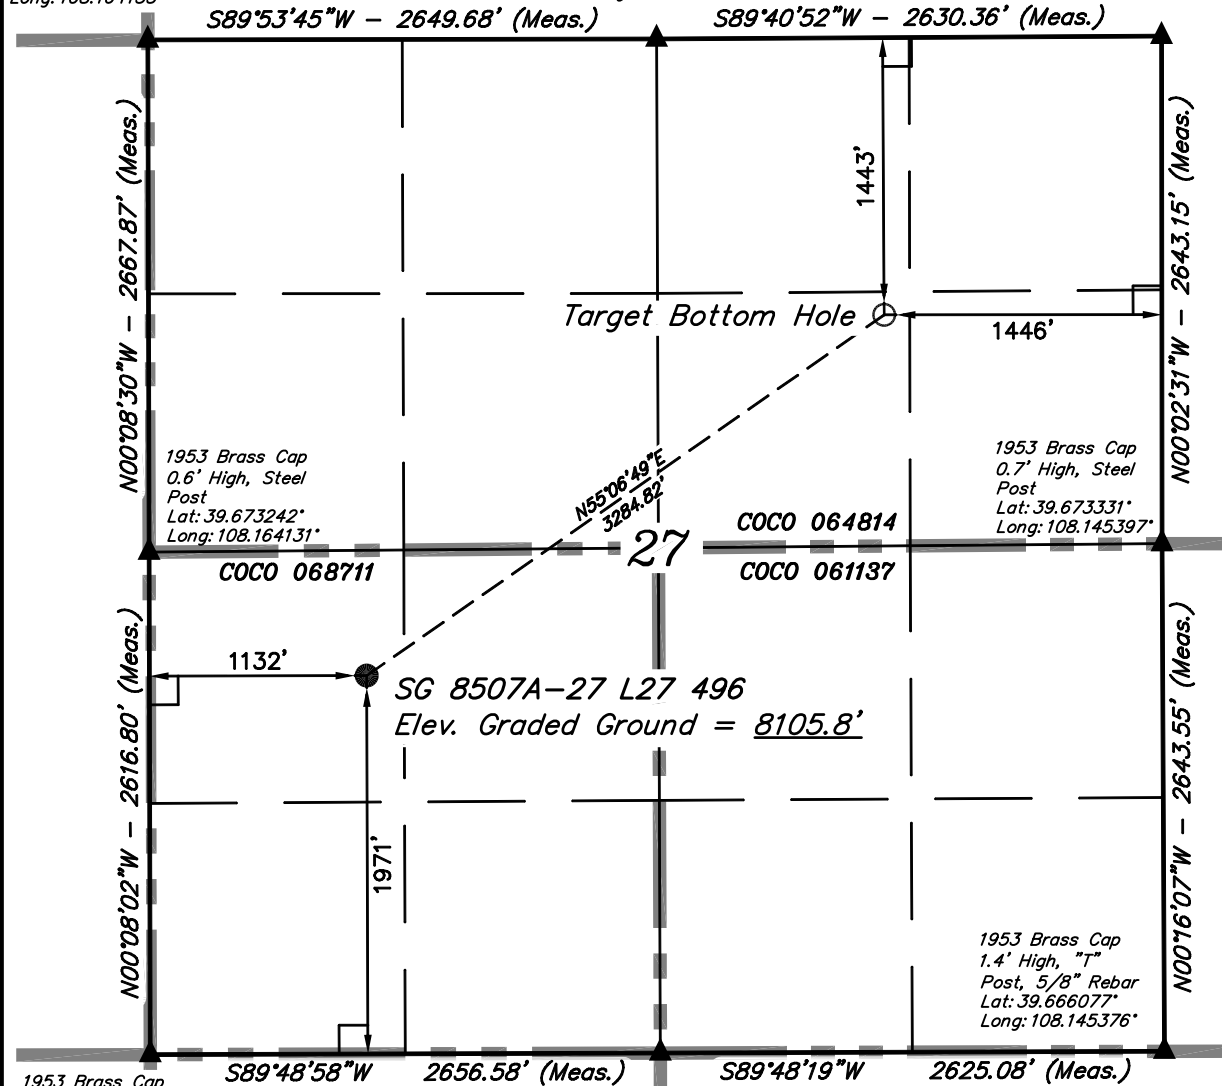 S89°53'45"W - 2649.68' (Meas.)
S89°40'52"W - 2630.36' (Meas.)
N00°08'30"W - 2667.87' (Meas.)
1443'
N00°02'31"W - 2643.15' (Meas.)
Target Bottom Hole
1446'
1953 Brass Cap
0.6' High, Steel
Post
Lat: 39.673242°
Long: 108.164131°
N55°06'49"E
3284.82'
1953 Brass Cap
0.7' High, Steel
Post
Lat: 39.673331°
Long: 108.145397°
COCO 064814
27
COCO 068711
COCO 061137
N00°08'02"W - 2616.80' (Meas.)
1132'
SG 8507A-27 L27 496
Elev. Graded Ground = 8105.8'
1971'
N00°16'07"W - 2643.55' (Meas.)
1953 Brass Cap
1.4' High, "T"
Post, 5/8" Rebar
Lat: 39.666077°
Long: 108.145376°
S89°48'58"W 2656.58' (Meas.)
S89°48'19"W 2625.08' (Meas.)
1953 Brass Cap